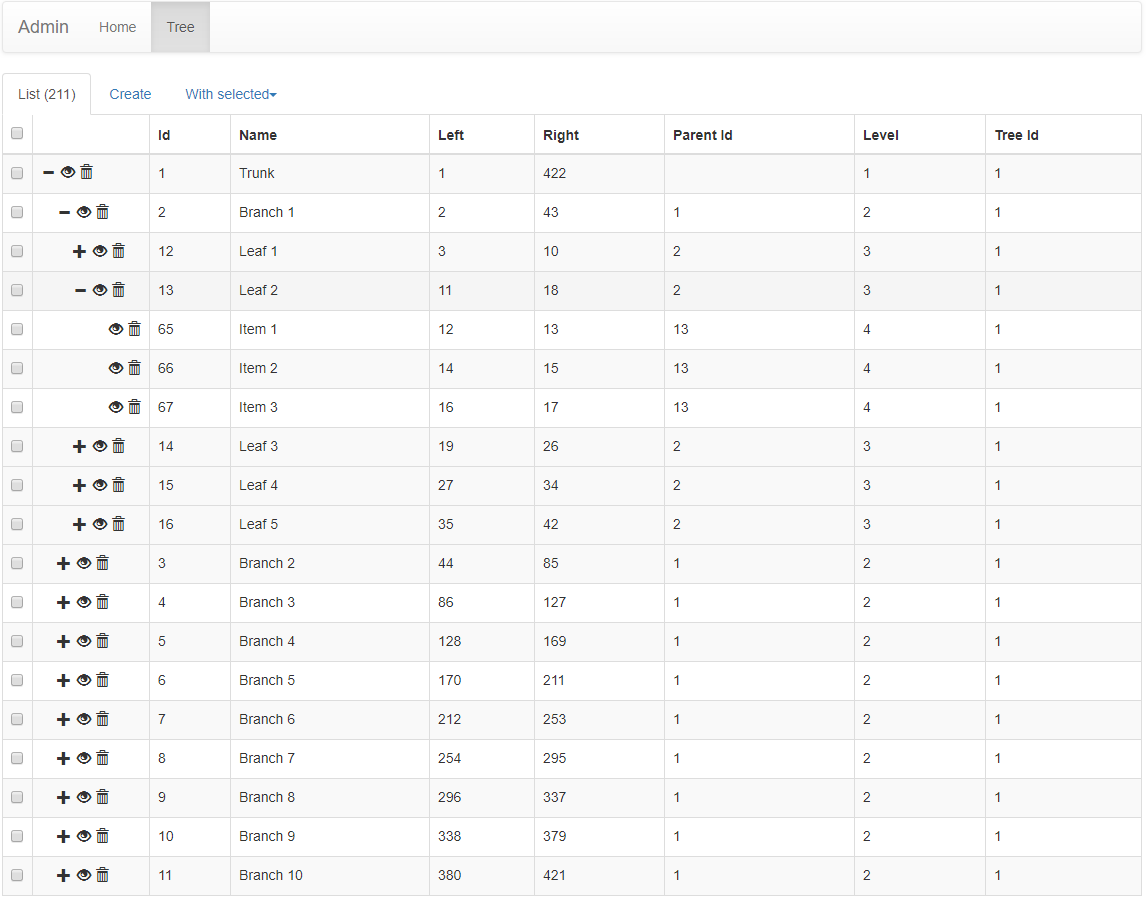 Admin Home Tree
List (211) Create With selected
Id Name Left Right Parent Id Level Tree Id
1 Trunk 1 422 1 1
2 Branch 1 2 43 1 2 1
12 Leaf 1 3 10 2 3 1
13 Leaf 2 11 18 2 3 1
65 Item 1 12 13 13 4 1
66 Item 2 14 15 13 4 1
67 Item 3 16 17 13 4 1
14 Leaf 3 19 26 2 3 1
15 Leaf 4 27 34 2 3 1
16 Leaf 5 35 42 2 3 1
3 Branch 2 44 85 1 2 1
4 Branch 3 86 127 1 2 1
5 Branch 4 128 169 1 2 1
6 Branch 5 170 211 1 2 1
7 Branch 6 212 253 1 2 1
8 Branch 7 254 295 1 2 1
9 Branch 8 296 337 1 2 1
10 Branch 9 338 379 1 2 1
11 Branch 10 380 421 1 2 1